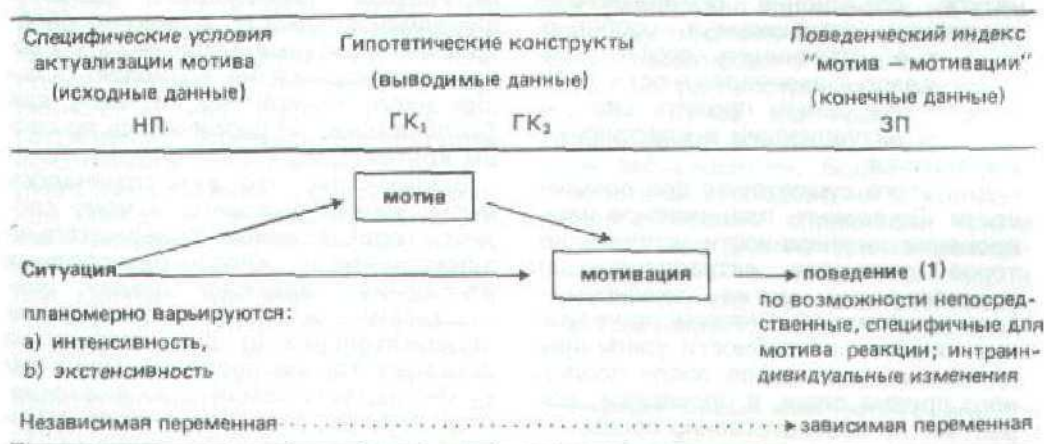 Специфические условия
актуализации мотива
(исходные данные)
НП.
Гипотетические конструкты
(выводимые данные)
ГК₁ ГК₂
Поведенческий индекс
"мотив — мотивации"
(конечные данные)
ЗП
мотив
Ситуация
мотивация
поведение (1)
планомерно варьируются:
а) интенсивность,
b) экстенсивность
по возможности непосред-
ственные, специфичные для
мотива реакции; интраин-
дивидуальные изменения
Независимая переменная
зависимая переменная